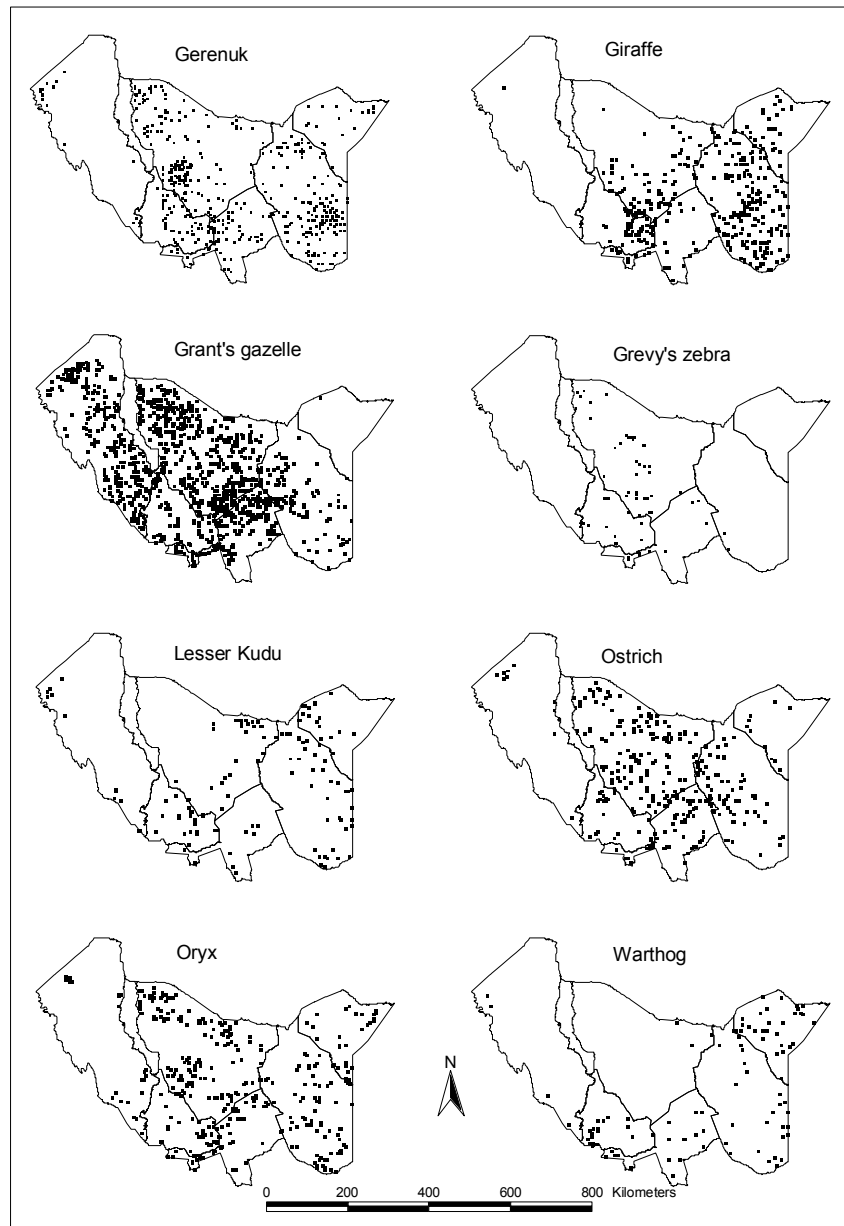 Gerenuk
Giraffe
Grant's gazelle
Grevy's zebra
Lesser Kudu
Ostrich
Oryx
Warthog
N
0 200 400 600 800 Kilometers